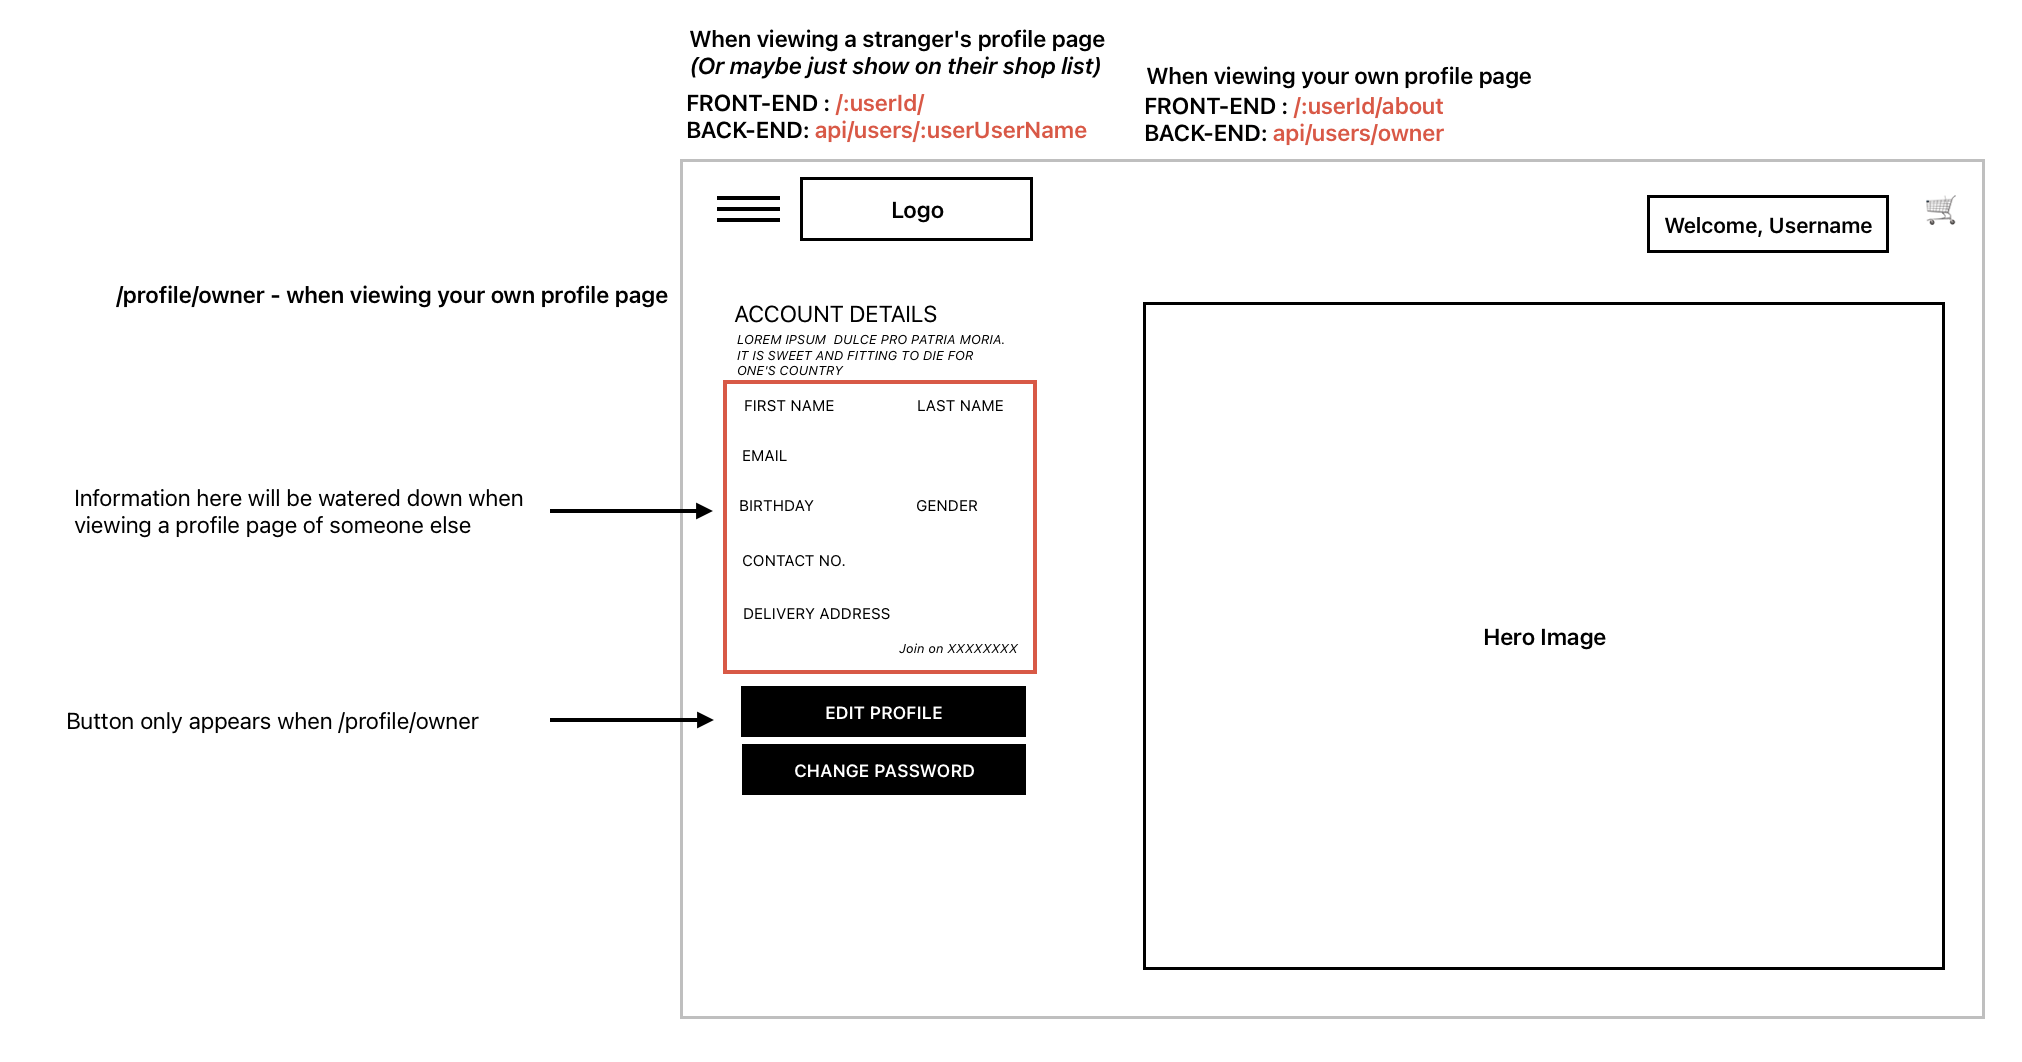 When viewing a stranger's profile page
(Or maybe just show on their shop list)
FRONT-END : /:userId/
BACK-END: api/users/:userUserName
When viewing your own profile page
FRONT-END : /:userId/about
BACK-END: api/users/owner
Logo
Welcome, Username
/profile/owner - when viewing your own profile page
ACCOUNT DETAILS
LOREM IPSUM DULCE PRO PATRIA MORIA.
IT IS SWEET AND FITTING TO DIE FOR
ONE'S COUNTRY
FIRST NAME LAST NAME
EMAIL
BIRTHDAY GENDER
CONTACT NO.
DELIVERY ADDRESS
Join on XXXXXXXX
Information here will be watered down when
viewing a profile page of someone else
Button only appears when /profile/owner
EDIT PROFILE
CHANGE PASSWORD
Hero Image